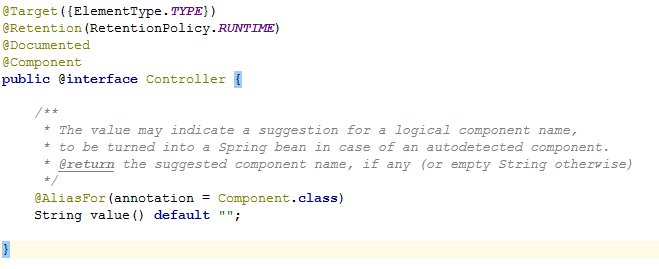 @Target({ElementType.TYPE})
@Retention(RetentionPolicy.RUNTIME)
@Documented
@Component
public @interface Controller {
/**
* The value may indicate a suggestion for a logical component name,
* to be turned into a Spring bean in case of an autodetected component.
* @return the suggested component name, if any (or empty String otherwise)
*/
@AliasFor(annotation = Component.class)
String value() default "";
}